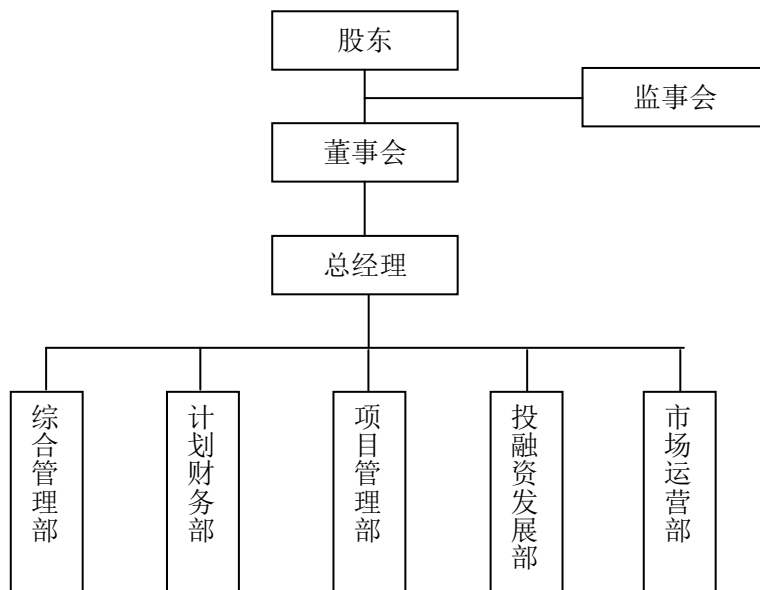 股东
监事会
董事会
总经理
综合管理部
计划财务部
项目管理部
投融资发展部
市场运营部